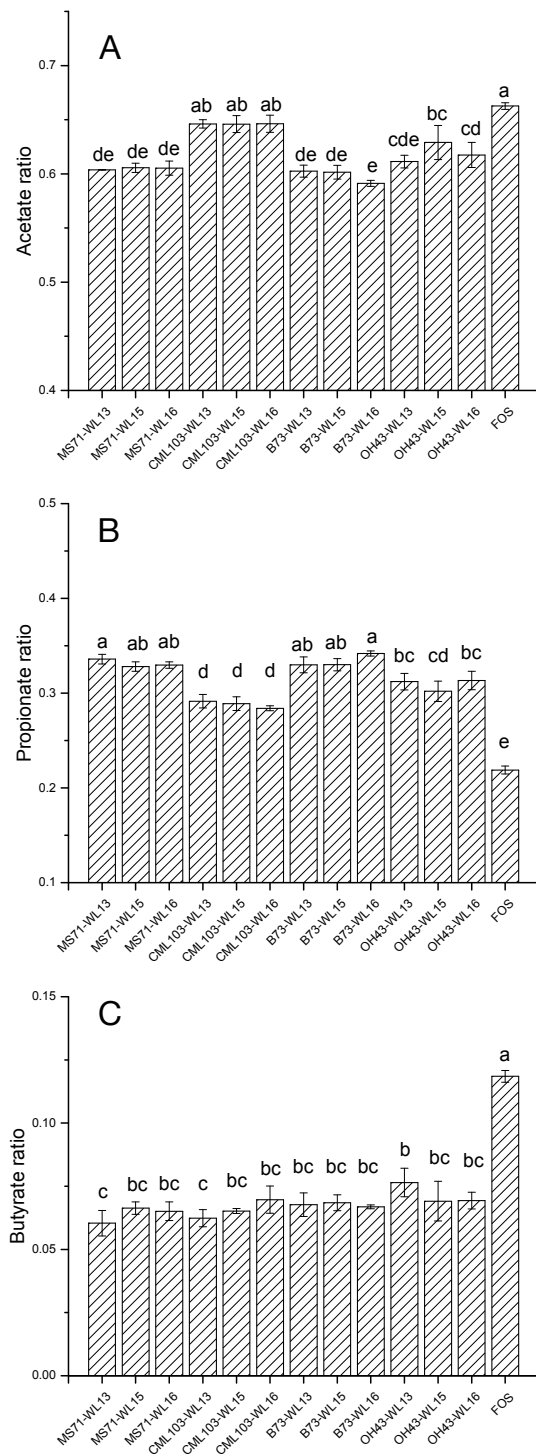 A
Acetate ratio
0.7
0.6
0.5
0.4
de de de ab ab ab de de e cde bc cd a
MS71-WL13 MS71-WL15 MS71-WL16 CML103-WL13 CML103-WL15 CML103-WL16 B73-WL13 B73-WL15 B73-WL16 OH43-WL13 OH43-WL15 OH43-WL16 FOS
B
Propionate ratio
0.5
0.4
0.3
0.2
0.1
a ab ab d d d ab ab a bc cd bc e
MS71-WL13 MS71-WL15 MS71-WL16 CML103-WL13 CML103-WL15 CML103-WL16 B73-WL13 B73-WL15 B73-WL16 OH43-WL13 OH43-WL15 OH43-WL16 FOS
C
Butyrate ratio
0.15
0.10
0.05
0.00
c bc bc c bc bc bc bc bc b bc bc a
MS71-WL13 MS71-WL15 MS71-WL16 CML103-WL13 CML103-WL15 CML103-WL16 B73-WL13 B73-WL15 B73-WL16 OH43-WL13 OH43-WL15 OH43-WL16 FOS